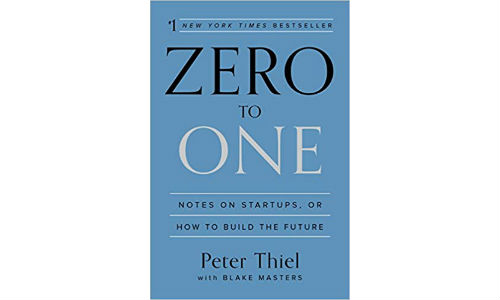 #1 NEW YORK TIMES BESTSELLER
ZERO
TO
ONE
NOTES ON STARTUPS, OR
HOW TO BUILD THE FUTURE
Peter Thiel
with BLAKE MASTERS